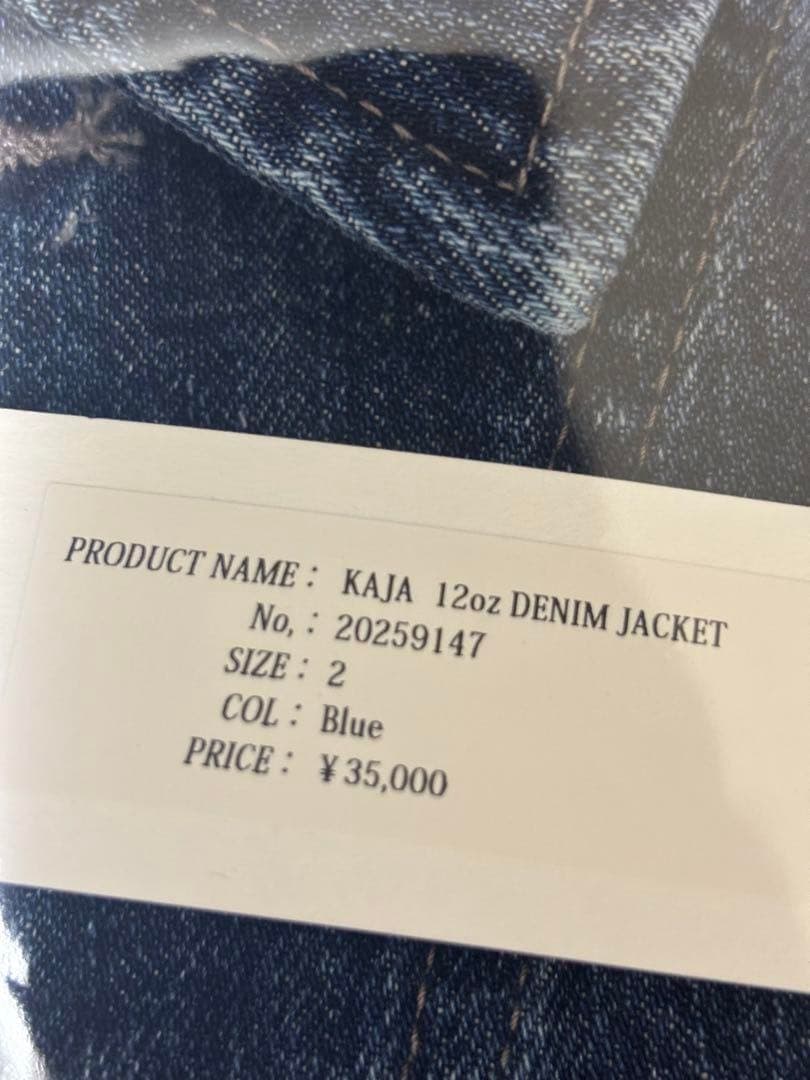 PRODUCT NAME： KAJA 12oz DENIM JACKET
No,： 20259147
SIZE： 2
COL： Blue
PRICE： ¥35,000